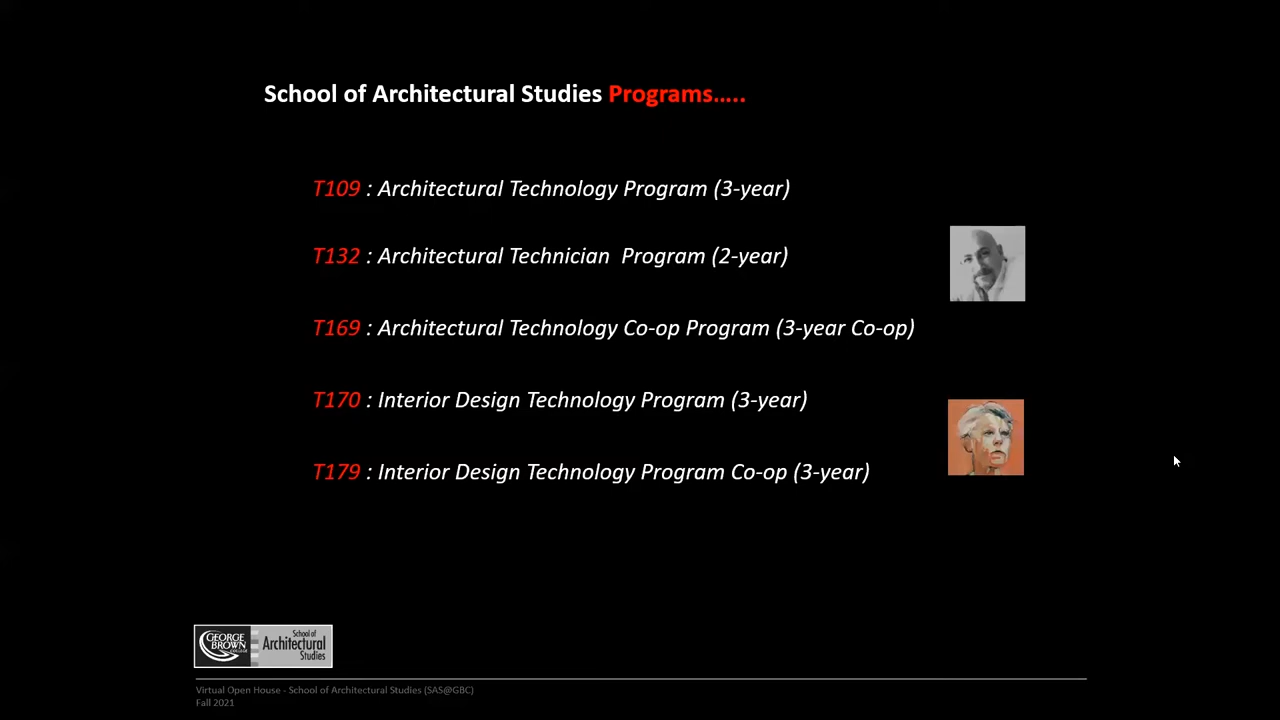 School of Architectural Studies Programs.....
T109 : Architectural Technology Program (3-year)
T132 : Architectural Technician Program (2-year)
T169 : Architectural Technology Co-op Program (3-year Co-op)
T170 : Interior Design Technology Program (3-year)
T179 : Interior Design Technology Program Co-op (3-year)
GEORGE
BROWN
COLLEGE
School of
Architectural
Studies
Virtual Open House - School of Architectural Studies (SAS@GBC)
Fall 2021